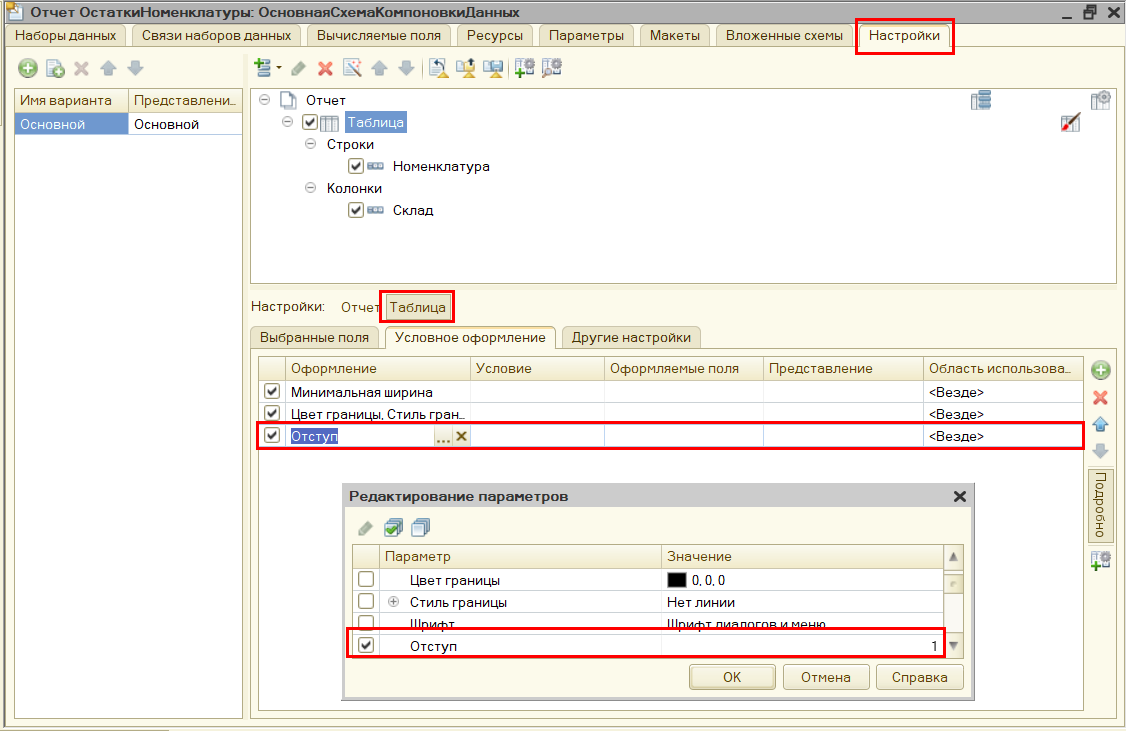 Отчет ОстаткиНоменклатуры: ОсновнаяСхемаКомпоновкиДанных
Наборы данных Связи наборов данных Вычисляемые поля Ресурсы Параметры Макеты Вложенные схемы Настройки
Имя варианта Представлени...
Основной Основной
Отчет
Таблица
Строки
Номенклатура
Колонки
Склад
Настройки: Отчет Таблица
Выбранные поля Условное оформление Другие настройки
Оформление Условие Оформляемые поля Представление Область использова...
Минимальная ширина <Везде>
Цвет границы, Стиль гран... <Везде>
Отступ ... <Везде>
Подробно
Редактирование параметров
Параметр Значение
Цвет границы 0, 0, 0
Стиль границы Нет линии
Шрифт Шрифт диалогов и меню
Отступ 1
OK Отмена Справка